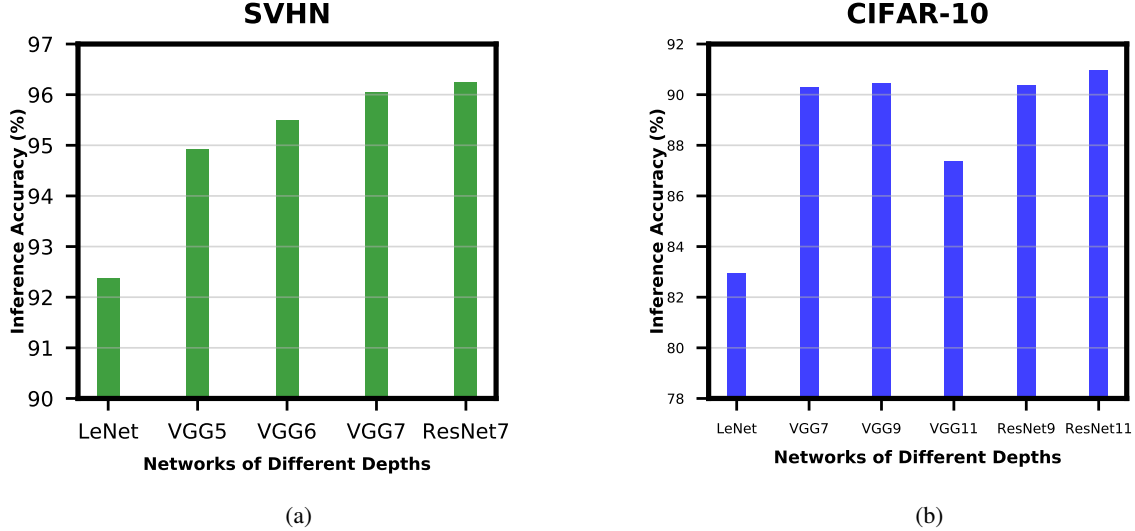 SVHN
97
96
95
94
93
92
91
90
Inference Accuracy (%)
LeNet VGG5 VGG6 VGG7 ResNet7
Networks of Different Depths
(a)
CIFAR-10
92
90
88
86
84
82
80
78
Inference Accuracy (%)
LeNet VGG7 VGG9 VGG11 ResNet9 ResNet11
Networks of Different Depths
(b)